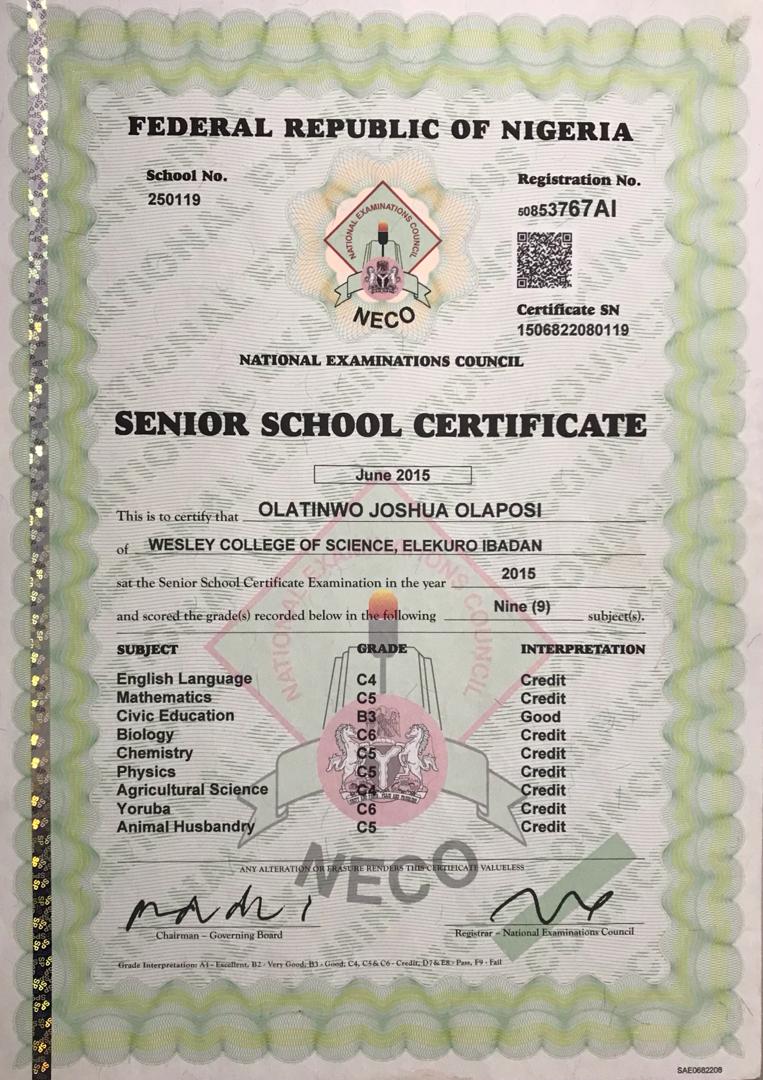 FEDERAL REPUBLIC OF NIGERIA
School No.
250119
Registration No.
50853767AI
NATIONAL EXAMINATIONS COUNCIL
NECO
Certificate SN
1506822080119
NATIONAL EXAMINATIONS COUNCIL
SENIOR SCHOOL CERTIFICATE
June 2015
This is to certify that OLATINWO JOSHUA OLAPOSI
of WESLEY COLLEGE OF SCIENCE, ELEKURO IBADAN
sat the Senior School Certificate Examination in the year 2015
and scored the grade(s) recorded below in the following Nine (9) subject(s).
SUBJECT GRADE INTERPRETATION
English Language C4 Credit
Mathematics C5 Credit
Civic Education B3 Good
Biology C6 Credit
Chemistry C5 Credit
Physics C5 Credit
Agricultural Science C4 Credit
Yoruba C6 Credit
Animal Husbandry C5 Credit
NATIONAL EXAMINATIONS COUNCIL
NECO
ANY ALTERATION OR ERASURE RENDERS THIS CERTIFICATE VALUELESS
Chairman – Governing Board
Registrar – National Examinations Council
Grade Interpretation: A1 - Excellent, B2 - Very Good, B3 - Good, C4, C5 & C6 - Credit, D7 & E8 - Pass, F9 - Fail
SAE0682208